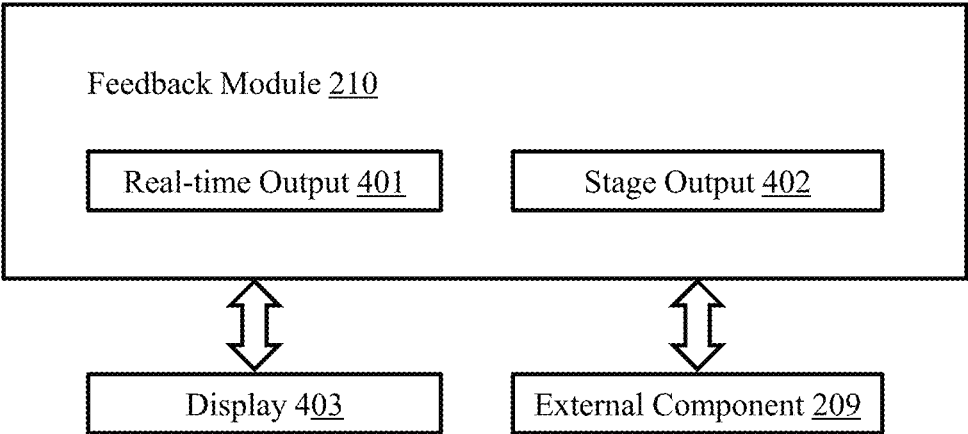 Feedback Module 210
Real-time Output 401
Stage Output 402
Display 403
External Component 209